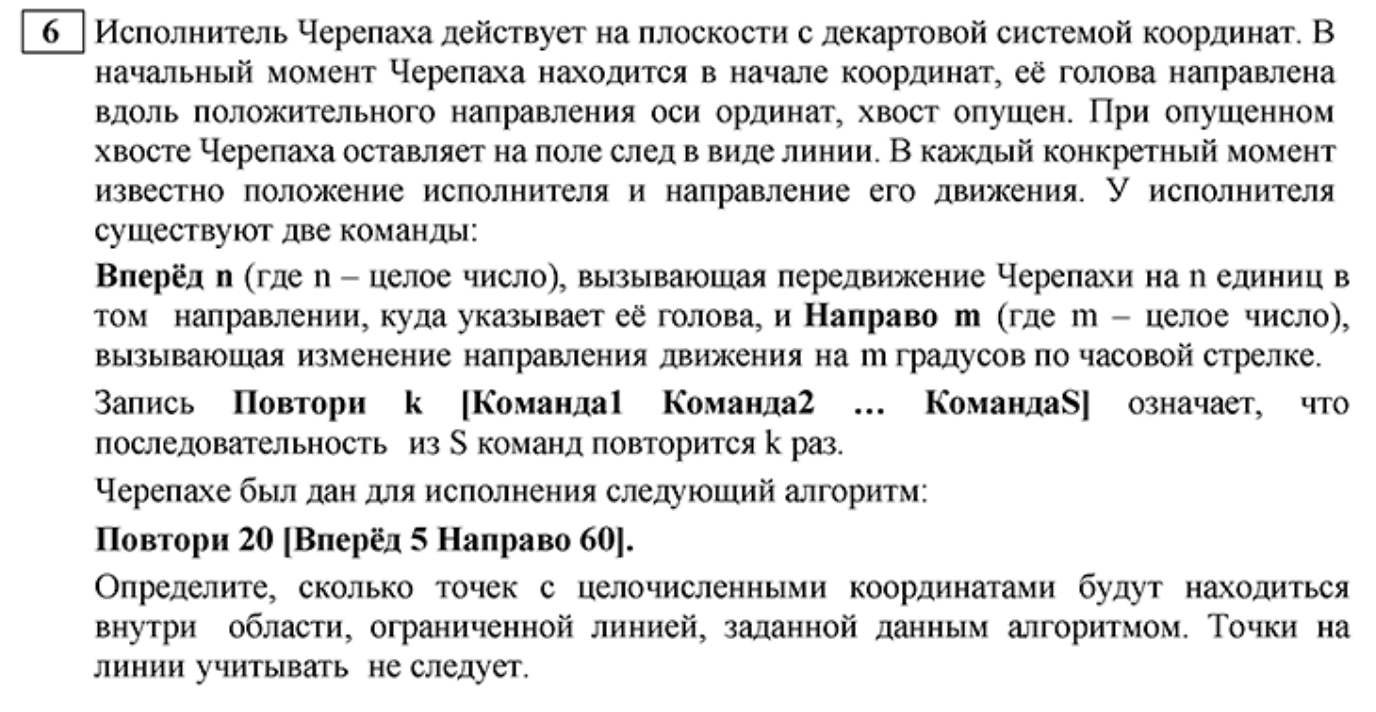 6 Исполнитель Черепаха действует на плоскости с декартовой системой координат. В
начальный момент Черепаха находится в начале координат, её голова направлена
вдоль положительного направления оси ординат, хвост опущен. При опущенном
хвосте Черепаха оставляет на поле след в виде линии. В каждый конкретный момент
известно положение исполнителя и направление его движения. У исполнителя
существуют две команды:
Вперёд n (где n – целое число), вызывающая передвижение Черепахи на n единиц в
том направлении, куда указывает её голова, и Направо m (где m – целое число),
вызывающая изменение направления движения на m градусов по часовой стрелке.
Запись Повтори k [Команда1 Команда2 … КомандаS] означает, что
последовательность из S команд повторится k раз.
Черепахе был дан для исполнения следующий алгоритм:
Повтори 20 [Вперёд 5 Направо 60].
Определите, сколько точек с целочисленными координатами будут находиться
внутри области, ограниченной линией, заданной данным алгоритмом. Точки на
линии учитывать не следует.